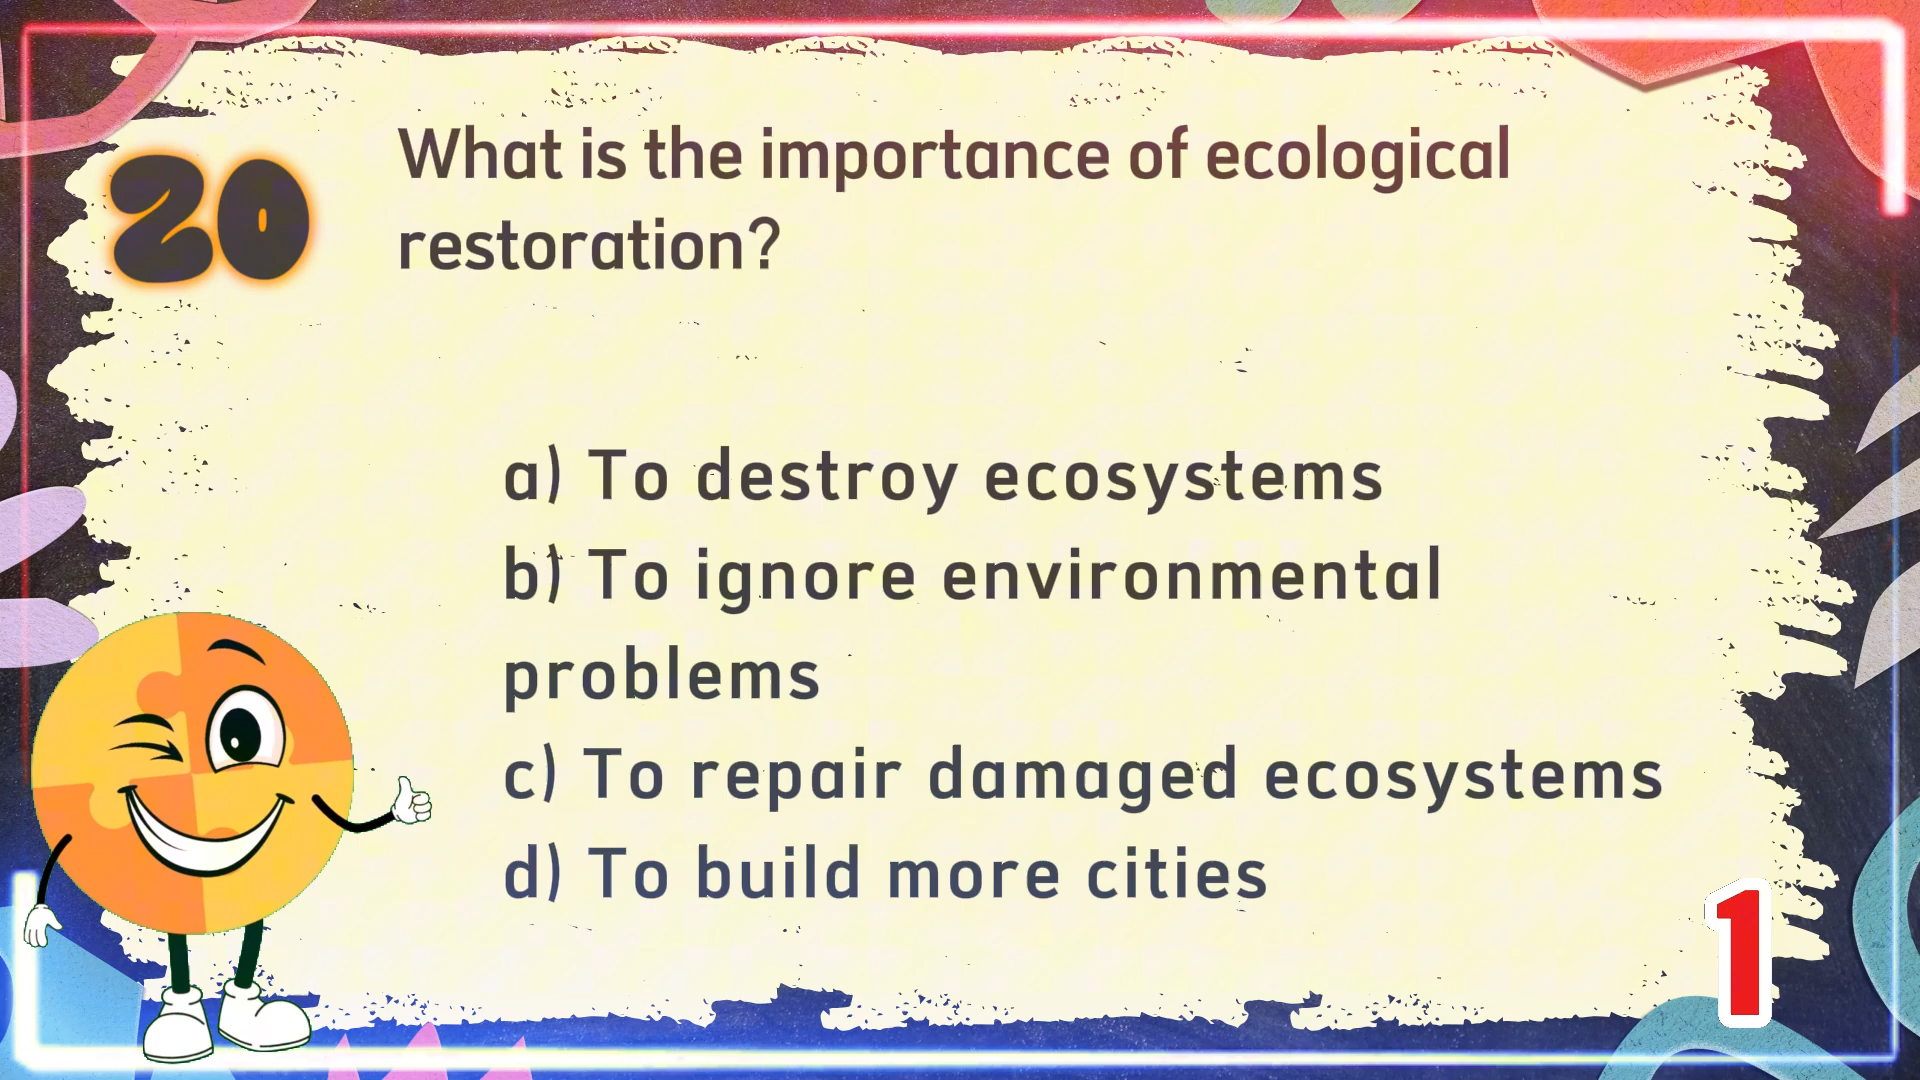 20
What is the importance of ecological
restoration?
a) To destroy ecosystems
b) To ignore environmental
problems
c) To repair damaged ecosystems
d) To build more cities
1